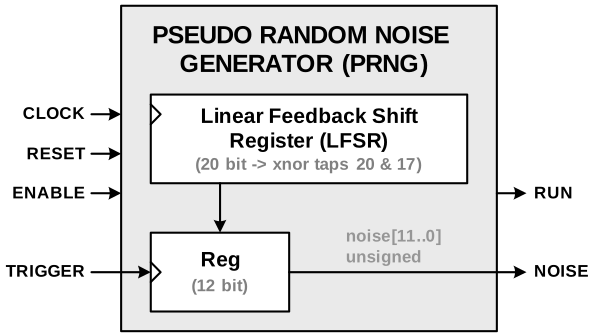 PSEUDO RANDOM NOISE
GENERATOR (PRNG)
CLOCK
Linear Feedback Shift
Register (LFSR)
(20 bit -> xnor taps 20 & 17)
RESET
ENABLE
RUN
noise[11..0]
unsigned
TRIGGER
Reg
(12 bit)
NOISE